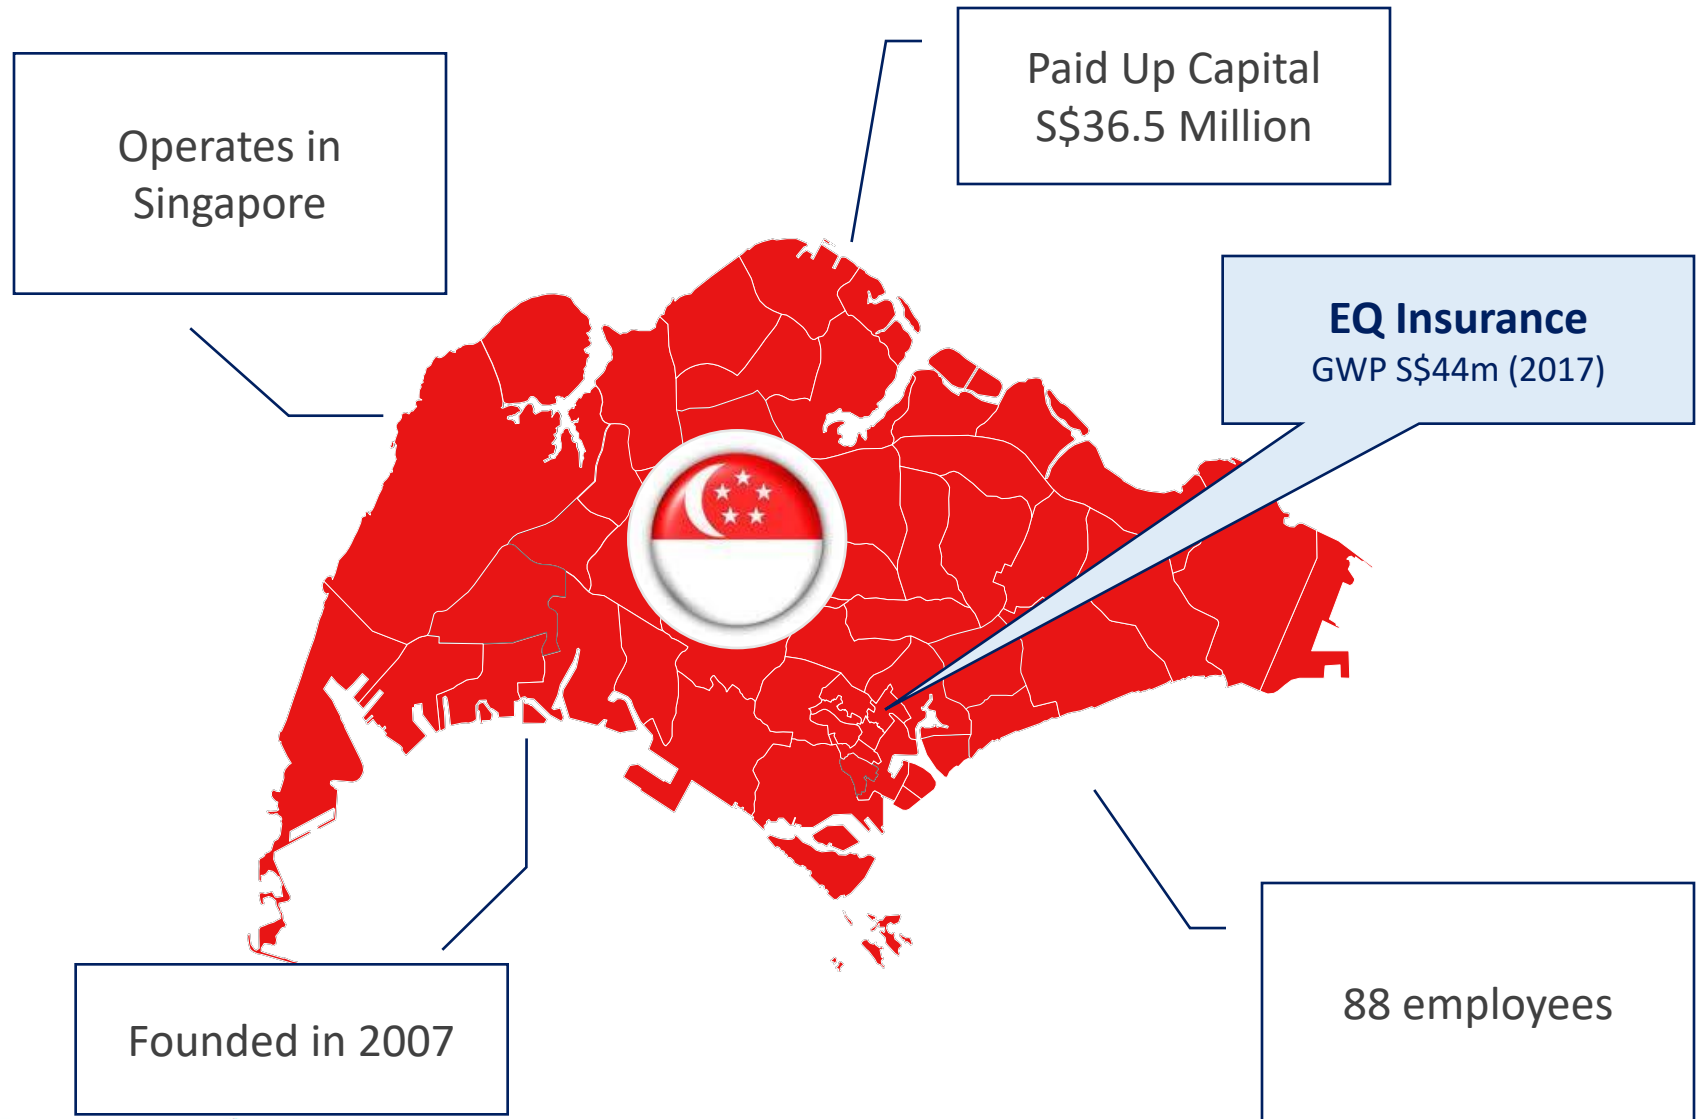 Operates in
Singapore
Paid Up Capital
S$36.5 Million
EQ Insurance
GWP S$44m (2017)
Founded in 2007
88 employees